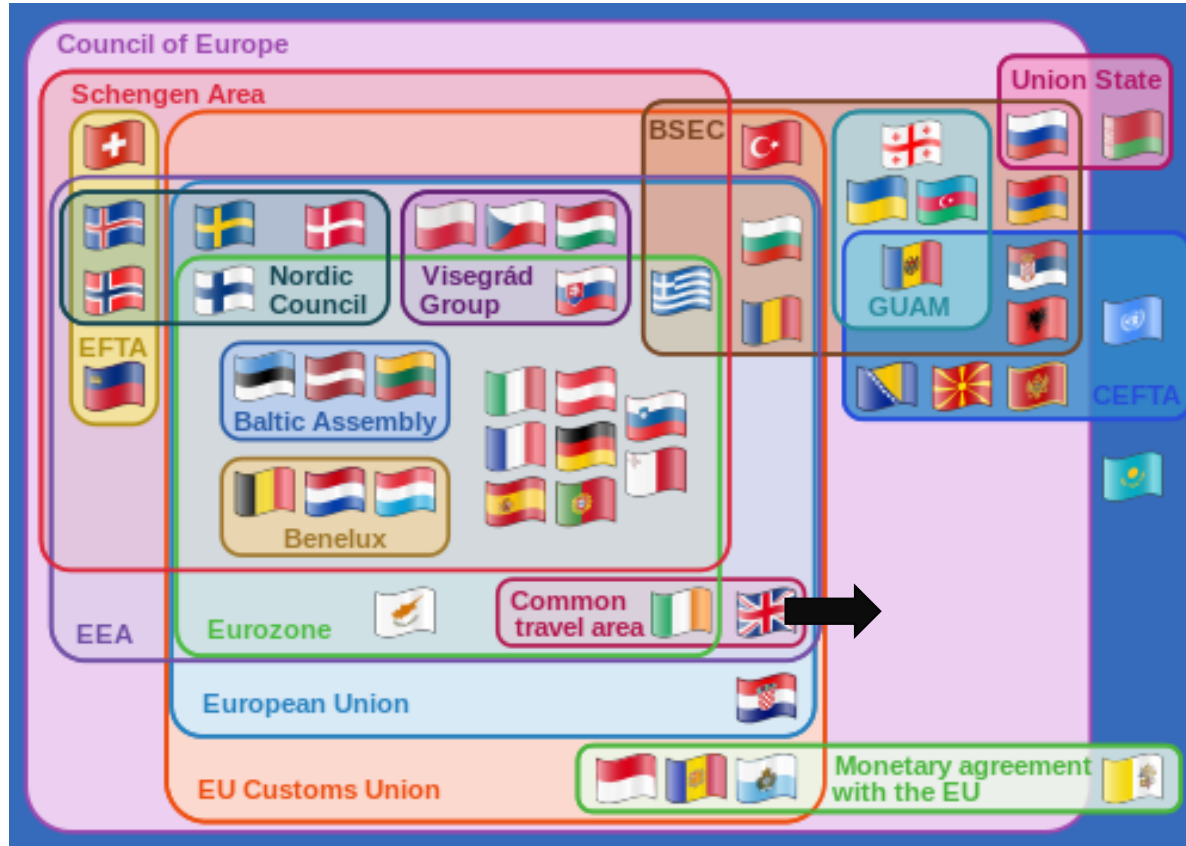 Council of Europe
Schengen Area
Union State
BSEC
Nordic
Council
Visegrád
Group
GUAM
EFTA
CEFTA
Baltic Assembly
Benelux
Common
travel area
Eurozone
EEA
European Union
Monetary agreement
with the EU
EU Customs Union